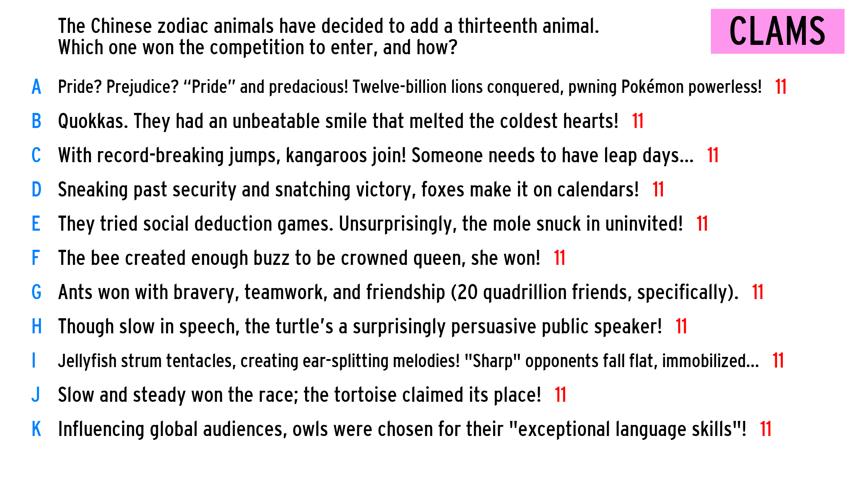 The Chinese zodiac animals have decided to add a thirteenth animal.
Which one won the competition to enter, and how?
CLAMS
A Pride? Prejudice? “Pride” and predacious! Twelve-billion lions conquered, pwning Pokémon powerless! 11
B Quokkas. They had an unbeatable smile that melted the coldest hearts! 11
C With record-breaking jumps, kangaroos join! Someone needs to have leap days... 11
D Sneaking past security and snatching victory, foxes make it on calendars! 11
E They tried social deduction games. Unsurprisingly, the mole snuck in uninvited! 11
F The bee created enough buzz to be crowned queen, she won! 11
G Ants won with bravery, teamwork, and friendship (20 quadrillion friends, specifically). 11
H Though slow in speech, the turtle’s a surprisingly persuasive public speaker! 11
I Jellyfish strum tentacles, creating ear-splitting melodies! "Sharp" opponents fall flat, immobilized... 11
J Slow and steady won the race; the tortoise claimed its place! 11
K Influencing global audiences, owls were chosen for their "exceptional language skills"! 11